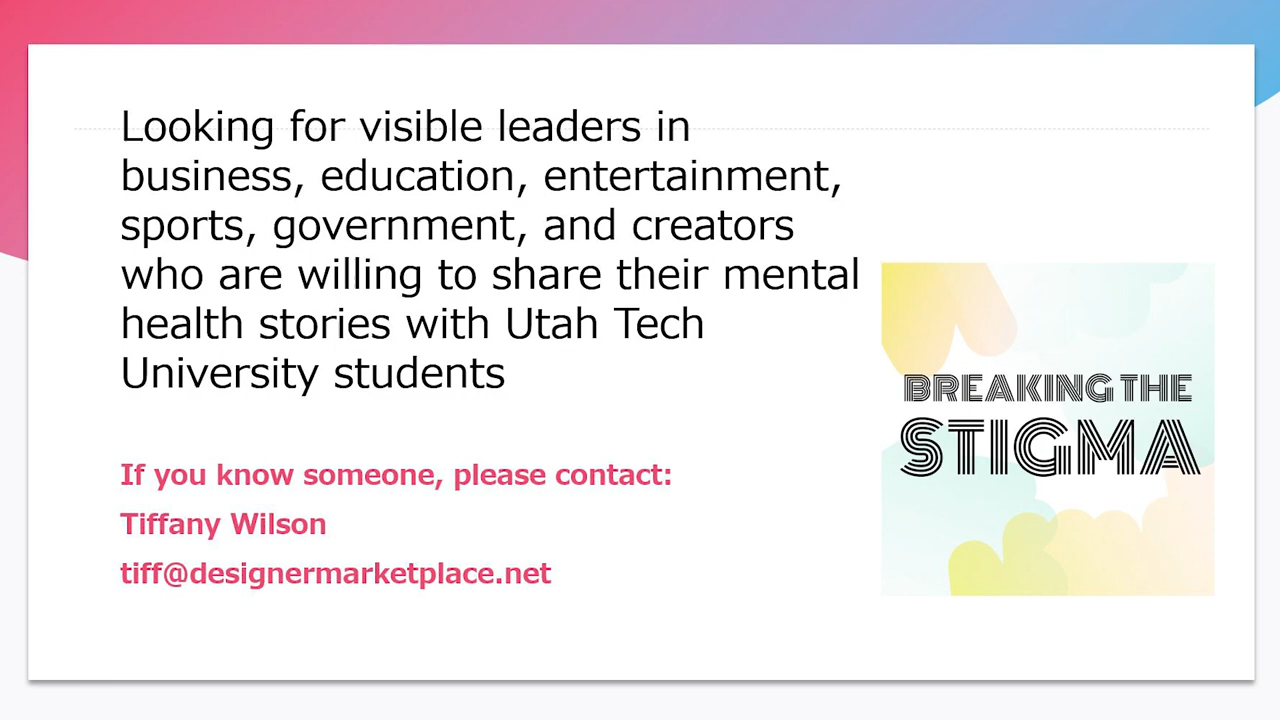 Looking for visible leaders in
business, education, entertainment,
sports, government, and creators
who are willing to share their mental
health stories with Utah Tech
University students
If you know someone, please contact:
Tiffany Wilson
tiff@designermarketplace.net
BREAKING THE
STIGMA